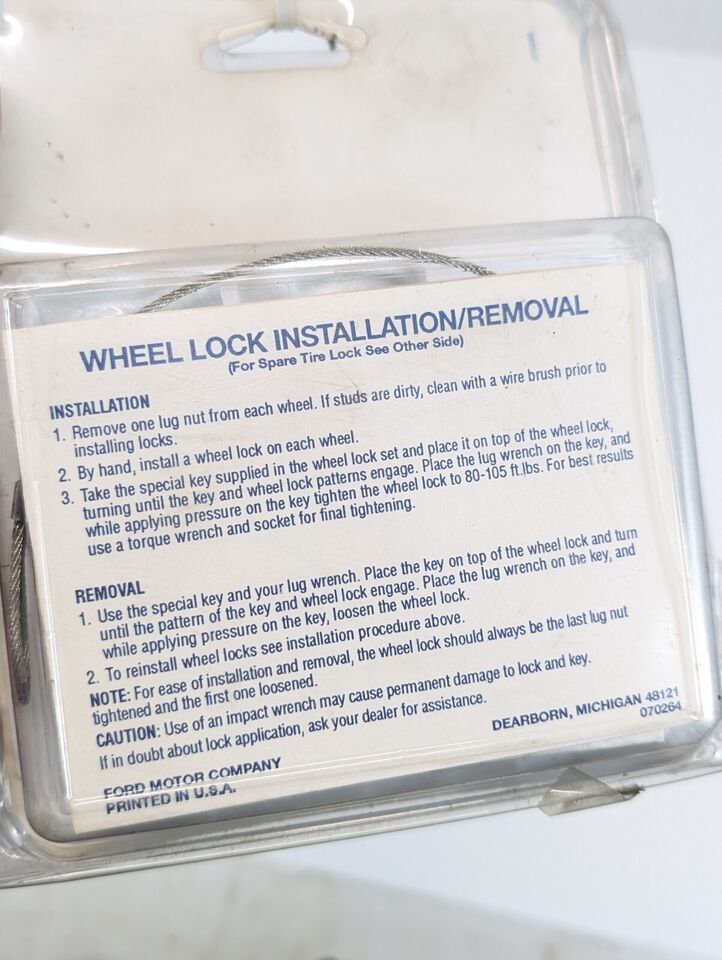 WHEEL LOCK INSTALLATION/REMOVAL
(For Spare Tire Lock See Other Side)
INSTALLATION
1. Remove one lug nut from each wheel. If studs are dirty, clean with a wire brush prior to
installing locks.
2. By hand, install a wheel lock on each wheel.
3. Take the special key supplied in the wheel lock set and place it on top of the wheel lock,
turning until the key and wheel lock patterns engage. Place the lug wrench on the key, and
while applying pressure on the key tighten the wheel lock to 80-105 ft.lbs. For best results
use a torque wrench and socket for final tightening.
REMOVAL
1. Use the special key and your lug wrench. Place the key on top of the wheel lock and turn
until the pattern of the key and wheel lock engage. Place the lug wrench on the key, and
while applying pressure on the key, loosen the wheel lock.
2. To reinstall wheel locks see installation procedure above.
NOTE: For ease of installation and removal, the wheel lock should always be the last lug nut
tightened and the first one loosened.
CAUTION: Use of an impact wrench may cause permanent damage to lock and key.
If in doubt about lock application, ask your dealer for assistance.
FORD MOTOR COMPANY
PRINTED IN U.S.A.
DEARBORN, MICHIGAN 48121
070264